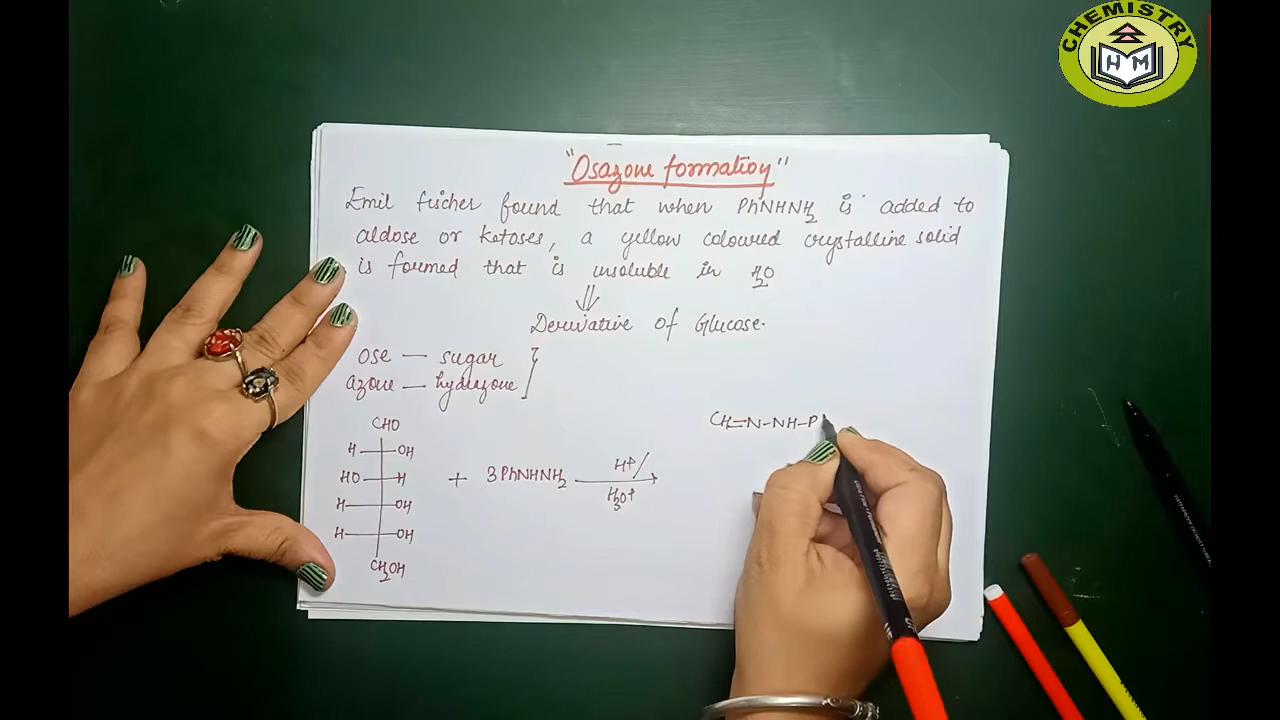 CHEMISTRY
H M
"Osazone formation"
Emil fischer found that when PhNHNH2 is added to
aldose or ketoses, a yellow coloured crystalline solid
is formed that is insoluble in H2O
⇓
Derivative of Glucose.
ose — sugar
azone — hydrazone
CHO
H OH
HO H
H OH
H OH
CH2OH
+ 3PhNHNH2
H+/
H3O+
CH=N-NH-P